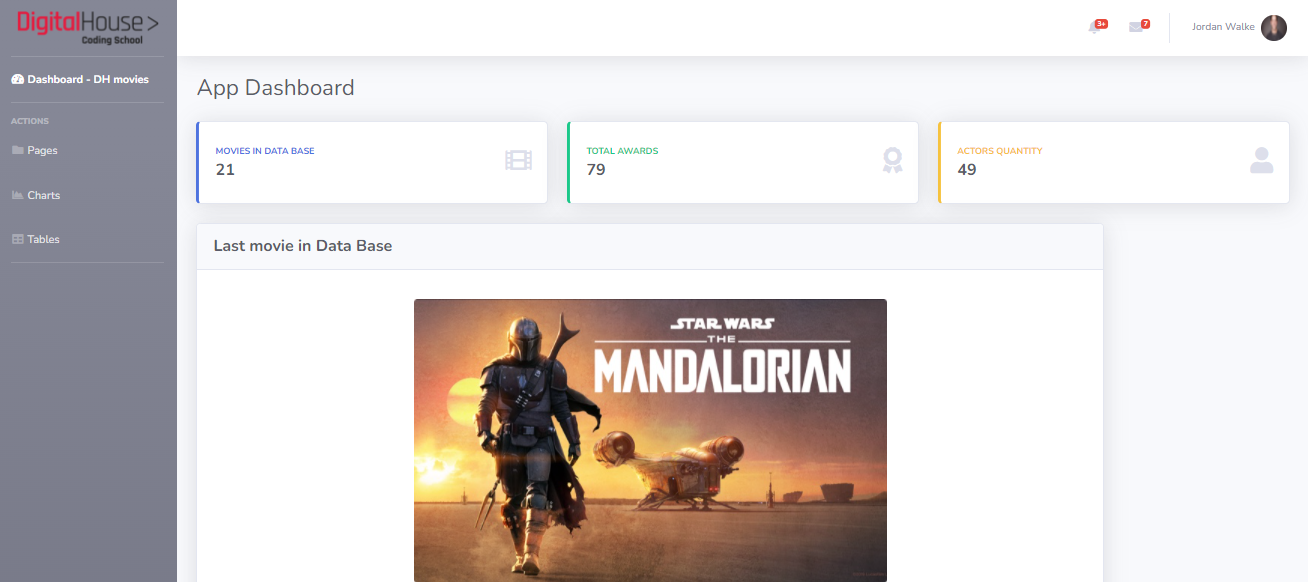 DigitalHouse>
Coding School
3+
7
Jordan Walke
Dashboard - DH movies
ACTIONS
Pages
Charts
Tables
App Dashboard
MOVIES IN DATA BASE
21
TOTAL AWARDS
79
ACTORS QUANTITY
49
Last movie in Data Base
STAR WARS
THE
MANDALORIAN